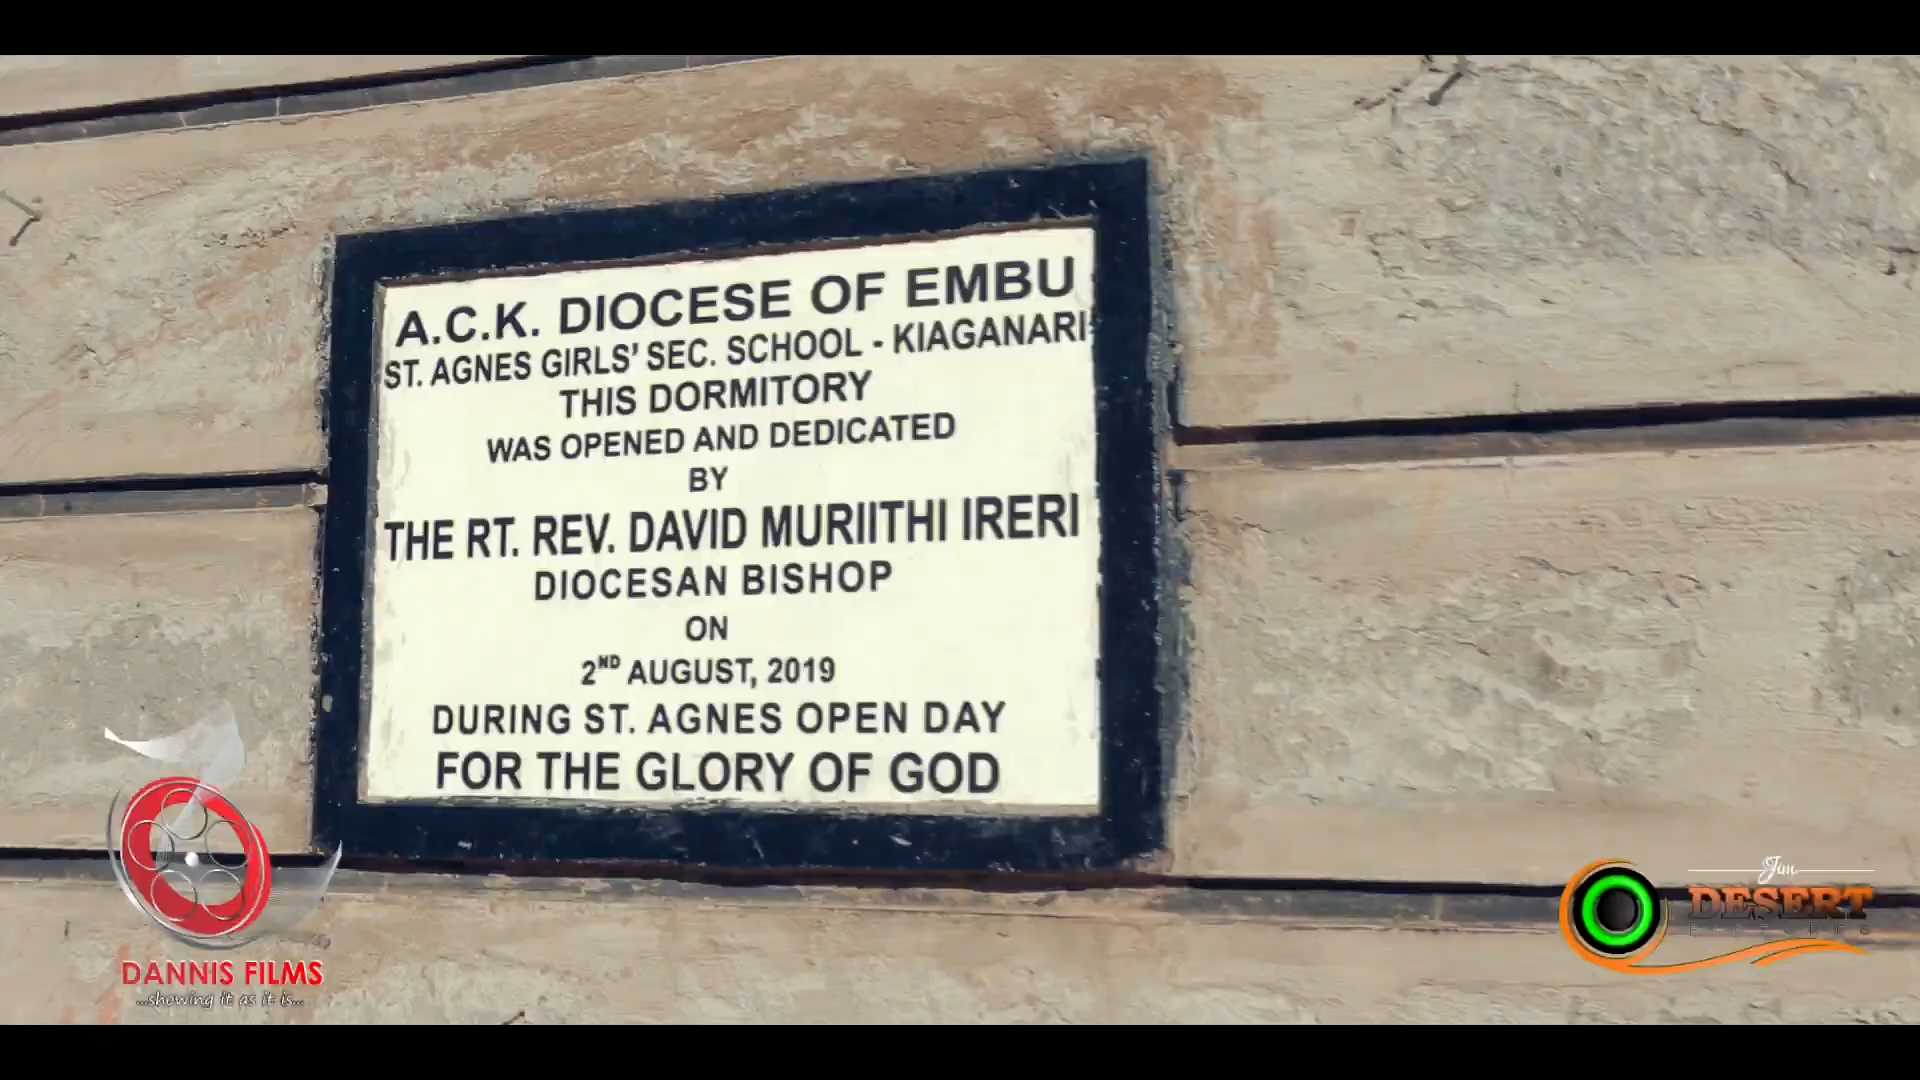 A.C.K. DIOCESE OF EMBU
ST. AGNES GIRLS' SEC. SCHOOL - KIAGANARI
THIS DORMITORY
WAS OPENED AND DEDICATED
BY
THE RT. REV. DAVID MURIITHI IRERI
DIOCESAN BISHOP
ON
2ND AUGUST, 2019
DURING ST. AGNES OPEN DAY
FOR THE GLORY OF GOD
DANNIS FILMS
...showing it as it is...
Jim
DESERT
PICTURES